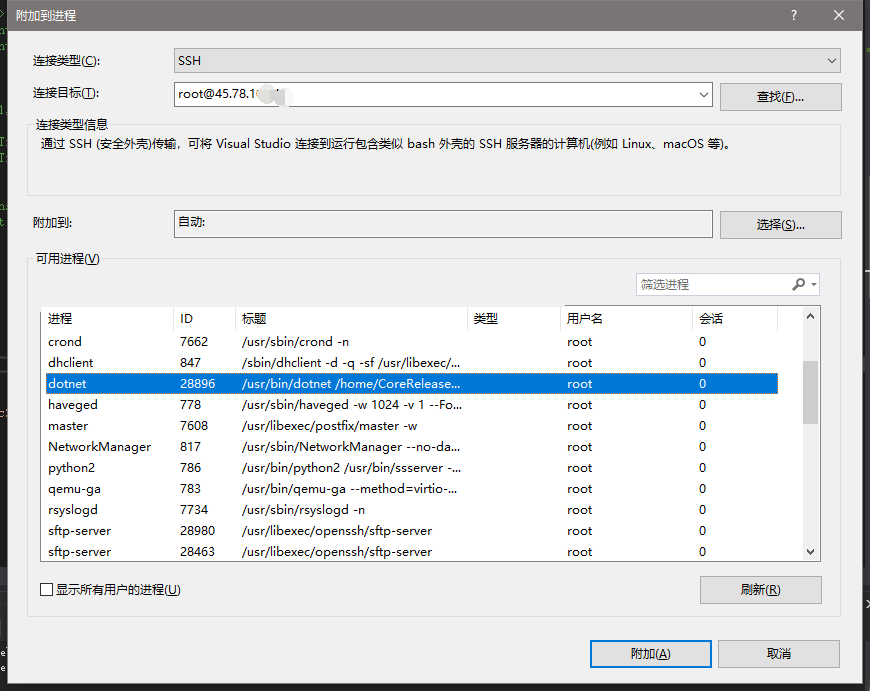 附加到进程 ?
连接类型(C): SSH
连接目标(T): root@45.78.1 查找(F)...
连接类型信息
通过 SSH (安全外壳)传输，可将 Visual Studio 连接到运行包含类似 bash 外壳的 SSH 服务器的计算机(例如 Linux、macOS 等)。
附加到: 自动: 选择(S)...
可用进程(V)
筛选进程
进程 ID 标题 类型 用户名 会话
crond 7662 /usr/sbin/crond -n root 0
dhclient 847 /sbin/dhclient -d -q -sf /usr/libexec/... root 0
dotnet 28896 /usr/bin/dotnet /home/CoreRelease... root 0
haveged 778 /usr/sbin/haveged -w 1024 -v 1 --Fo... root 0
master 7608 /usr/libexec/postfix/master -w root 0
NetworkManager 817 /usr/sbin/NetworkManager --no-da... root 0
python2 786 /usr/bin/python2 /usr/bin/ssserver -... root 0
qemu-ga 783 /usr/bin/qemu-ga --method=virtio-... root 0
rsyslogd 7734 /usr/sbin/rsyslogd -n root 0
sftp-server 28980 /usr/libexec/openssh/sftp-server root 0
sftp-server 28463 /usr/libexec/openssh/sftp-server root 0
显示所有用户的进程(U) 刷新(R)
附加(A) 取消